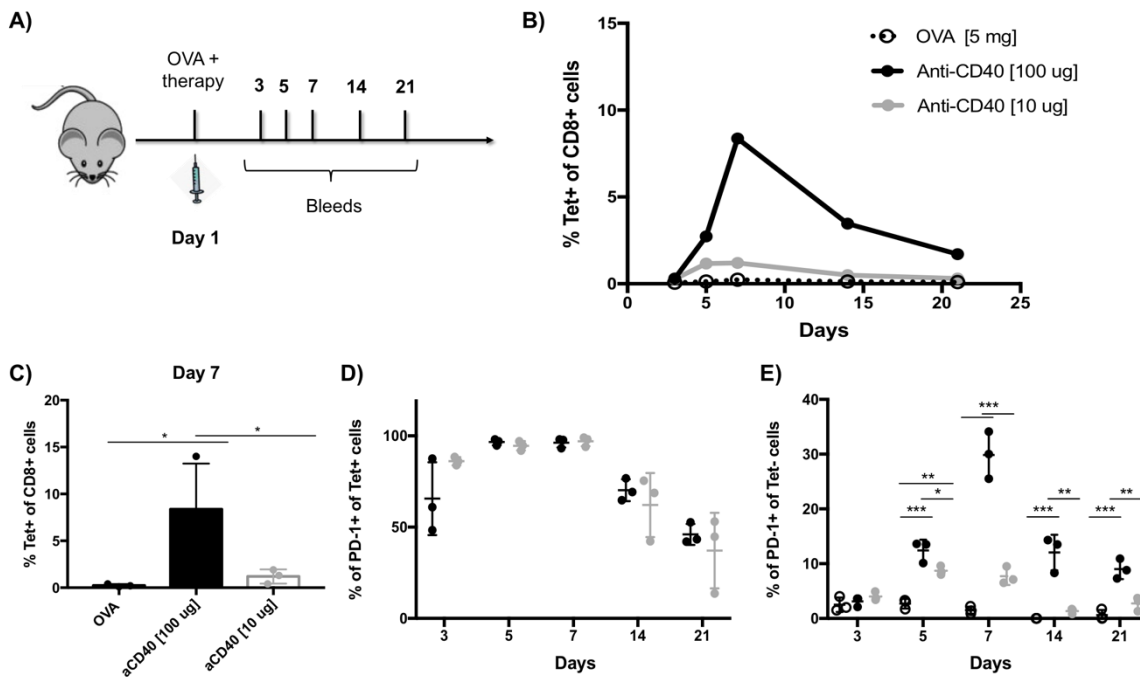 A)
OVA +
therapy
3 5 7 14 21
Bleeds
Day 1
B)
% Tet+ of CD8+ cells
15
10
5
0
0 5 10 15 20 25
Days
OVA [5 mg]
Anti-CD40 [100 ug]
Anti-CD40 [10 ug]
C)
Day 7
% Tet+ of CD8+ cells
20
15
10
5
0
* *
OVA
aCD40 [100 ug]
aCD40 [10 ug]
D)
% of PD-1+ of Tet+ cells
100
50
0
3 5 7 14 21
Days
E)
% of PD-1+ of Tet- cells
40
30
20
10
0
***
**
*
***
** **
*** ***
3 5 7 14 21
Days